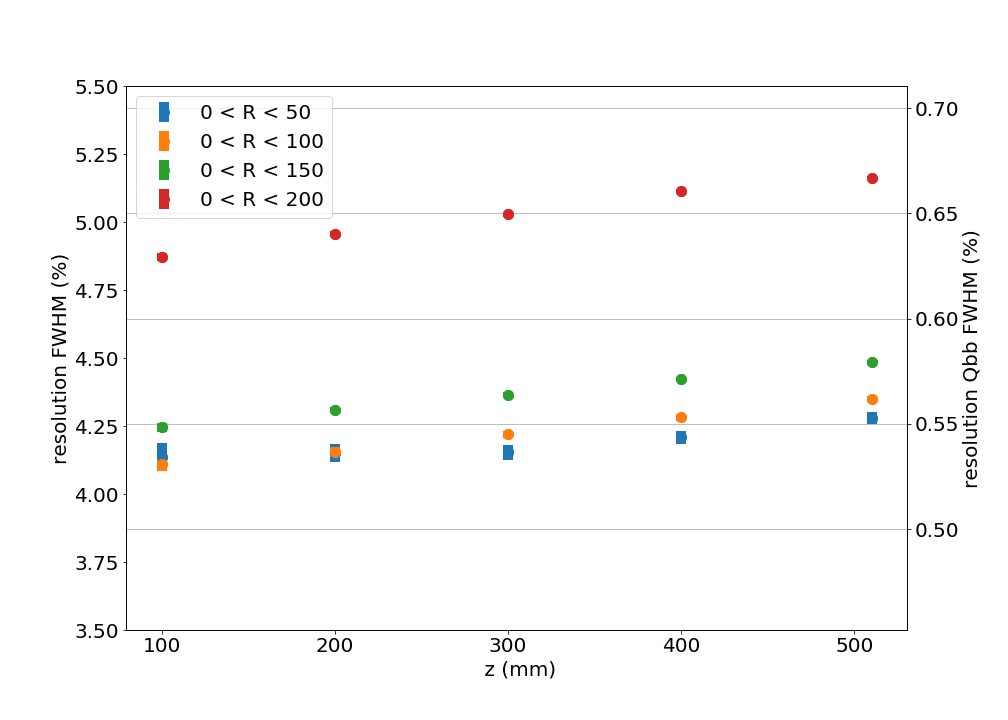 5.50
5.25
5.00
4.75
4.50
4.25
4.00
3.75
3.50
resolution FWHM (%)
0 < R < 50
0 < R < 100
0 < R < 150
0 < R < 200
0.70
0.65
0.60
0.55
0.50
resolution Qbb FWHM (%)
100 200 300 400 500
z (mm)